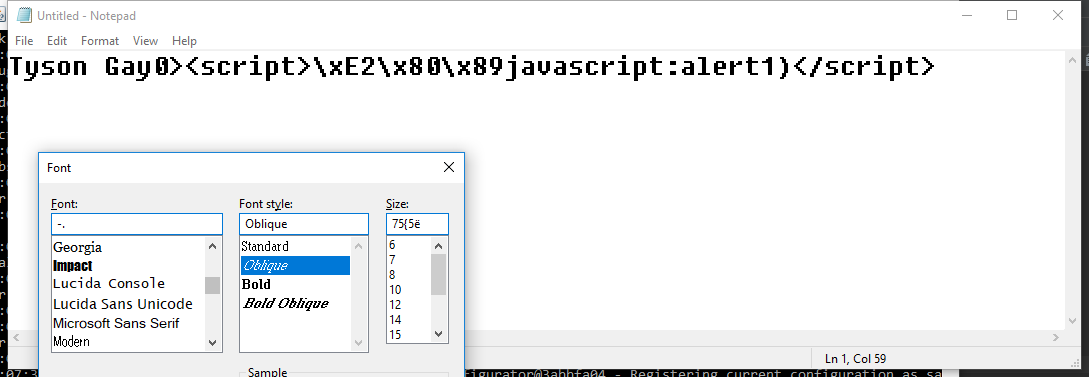 Untitled - Notepad
File Edit Format View Help
Tyson Gay0><script>\xE2\x80\x89javascript:alert1)</script>
Font
Font: Font style: Size:
-. Oblique 75{5ë
Georgia Standard 6
Impact Oblique 7
Lucida Console Bold 8
Lucida Sans Unicode Bold Oblique 10
Microsoft Sans Serif 12
Modern 14
15
Ln 1, Col 59
Sample
figurator@3abbfa04 - Registering current configuration as sa